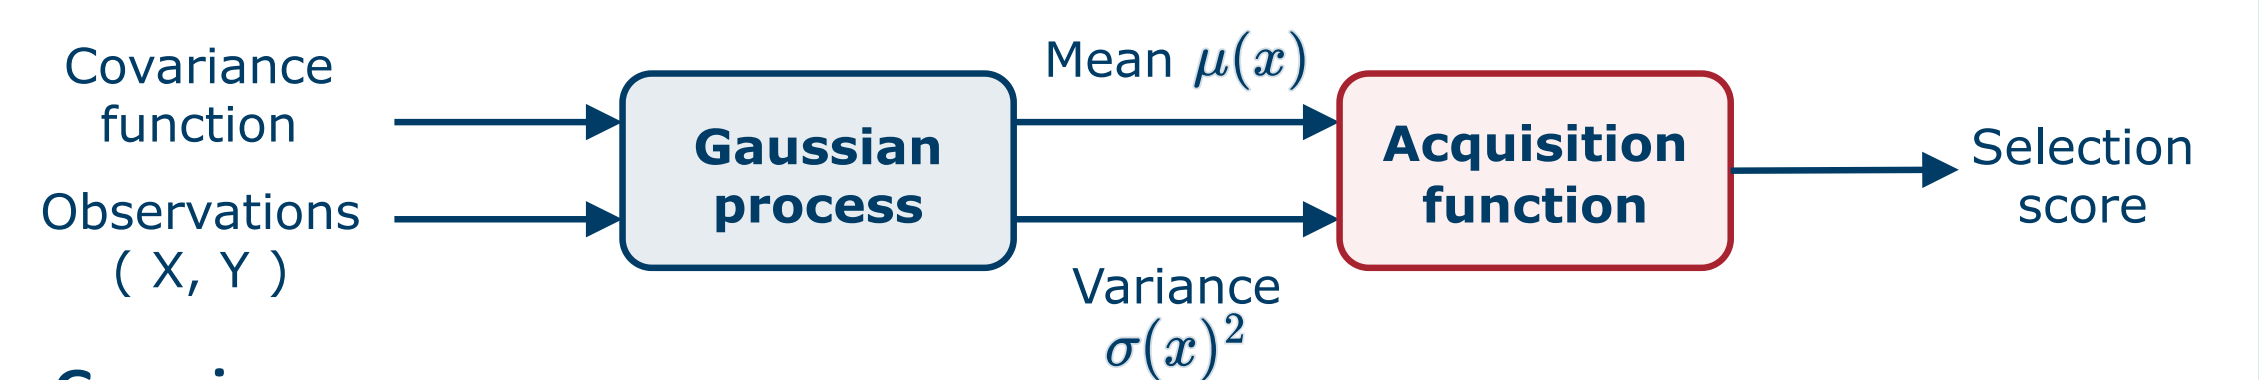 Covariance
function
Observations
( X, Y )
Gaussian
process
Mean μ(x)
Variance
σ(x)²
Acquisition
function
Selection
score